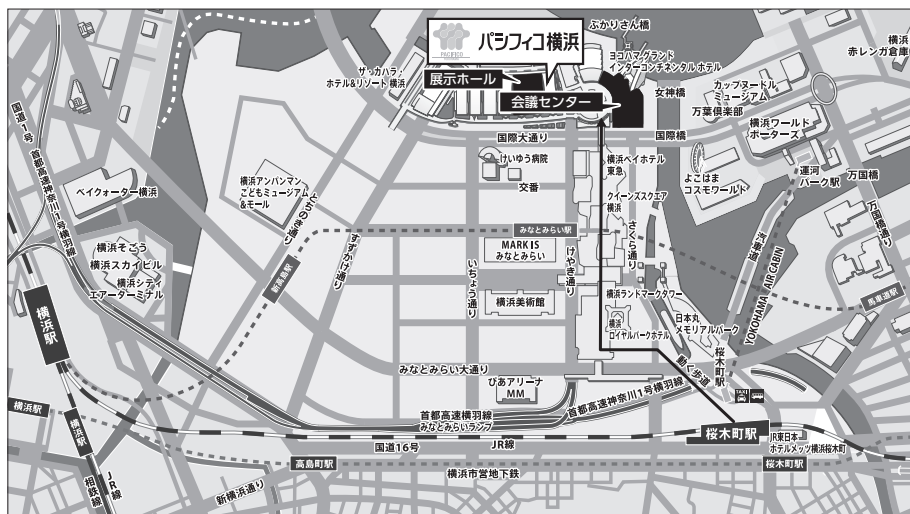 PACIFICO
YOKOHAMA
パシフィコ横浜
展示ホール
会議センター
ぷかりさん橋
ヨコハマグランド
インターコンチネンタル ホテル
ザ・カハラ・
ホテル&リゾート 横浜
女神橋
カップヌードル
ミュージアム
万葉倶楽部
横浜ワールド
ポーターズ
横浜
赤レンガ倉庫
国道1号
首都高速神奈川1号横羽線
国際大通り
国際橋
けいゆう病院
交番
横浜ベイホテル
東急
クイーンズスクエア
横浜
よこはま
コスモワールド
運河
パーク駅
万国橋
万国橋通り
ベイクォーター横浜
横浜アンパンマン
こどもミュージアム
&モール
とちのき通り
すずかけ通り
みなとみらい駅
MARK IS
みなとみらい
いちょう通り
けやき通り
さくら通り
汽車道
YOKOHAMA AIR CABIN
馬車道駅
横浜そごう
横浜スカイビル
横浜シティ
エアーターミナル
新高島駅
横浜美術館
横浜ランドマークタワー
横浜
ロイヤルパークホテル
日本丸
メモリアルパーク
桜木町駅
動く歩道
横浜駅
みなとみらい大通り
ぴあアリーナ
MM
首都高速横羽線
みなとみらいランプ
首都高速神奈川1号横羽線
TAXI
BUS
横浜駅
横浜駅
国道16号
JR線
桜木町駅
JR東日本
ホテルメッツ横浜桜木町
高島町駅
横浜市営地下鉄
桜木町駅
新横浜通り
相鉄線
JR線